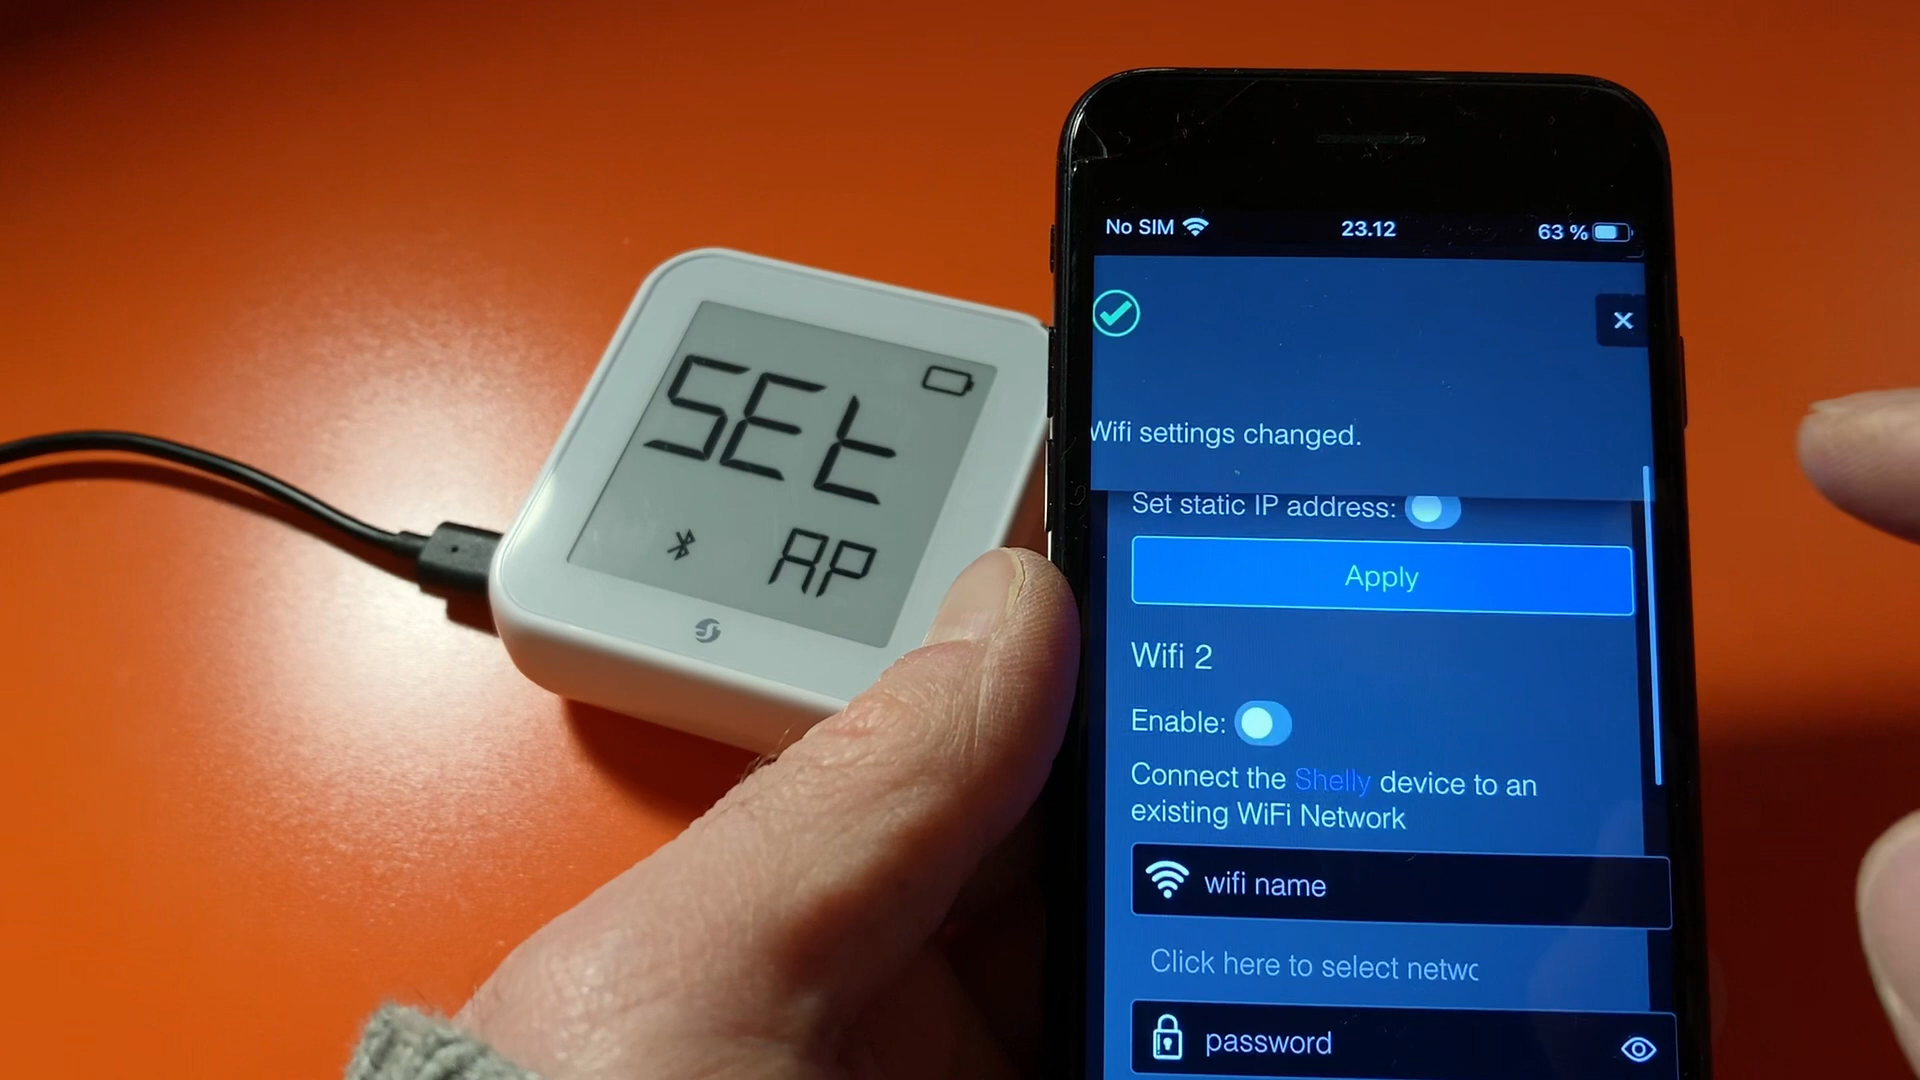 SEt
AP
No SIM 23.12 63 %
Wifi settings changed.
Set static IP address:
Apply
Wifi 2
Enable:
Connect the Shelly device to an
existing WiFi Network
wifi name
Click here to select netwo
password